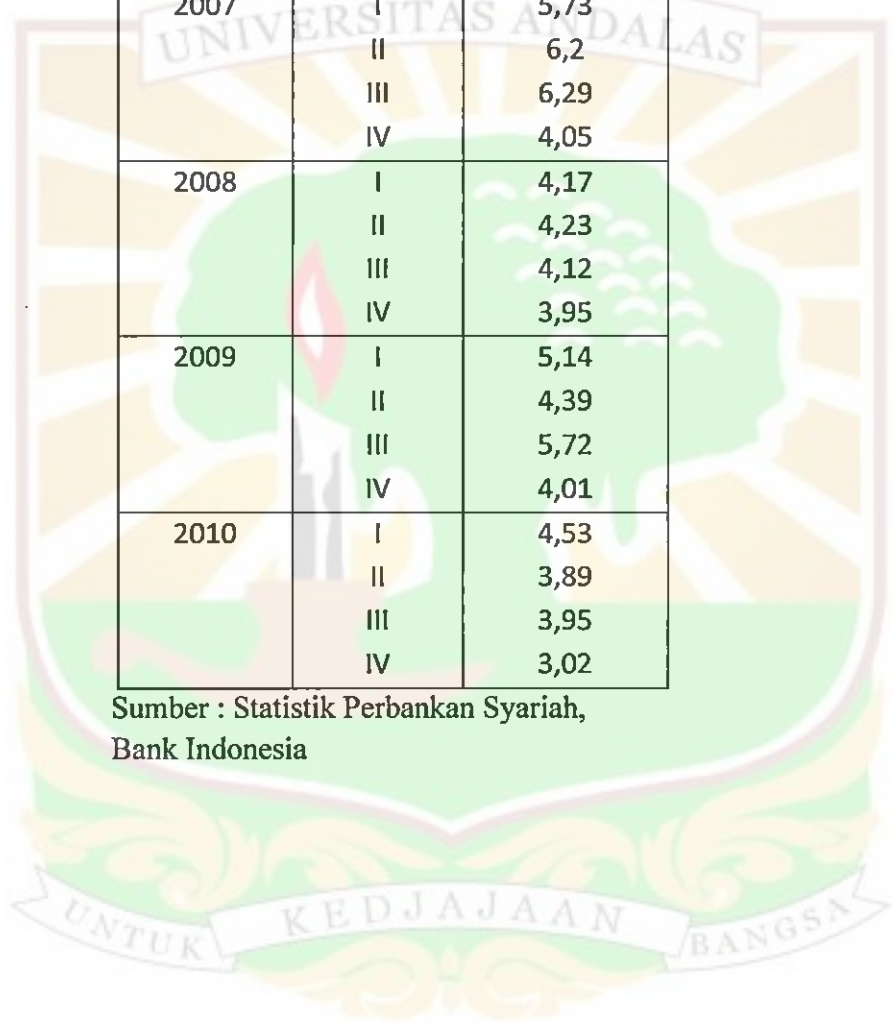 2007 I 5,73
UNIVERSITAS ANDALAS
II 6,2
III 6,29
IV 4,05
2008 I 4,17
II 4,23
III 4,12
IV 3,95
2009 I 5,14
II 4,39
III 5,72
IV 4,01
2010 I 4,53
II 3,89
III 3,95
IV 3,02
Sumber : Statistik Perbankan Syariah,
Bank Indonesia
UNTUK KEDJAJAAN BANGSA